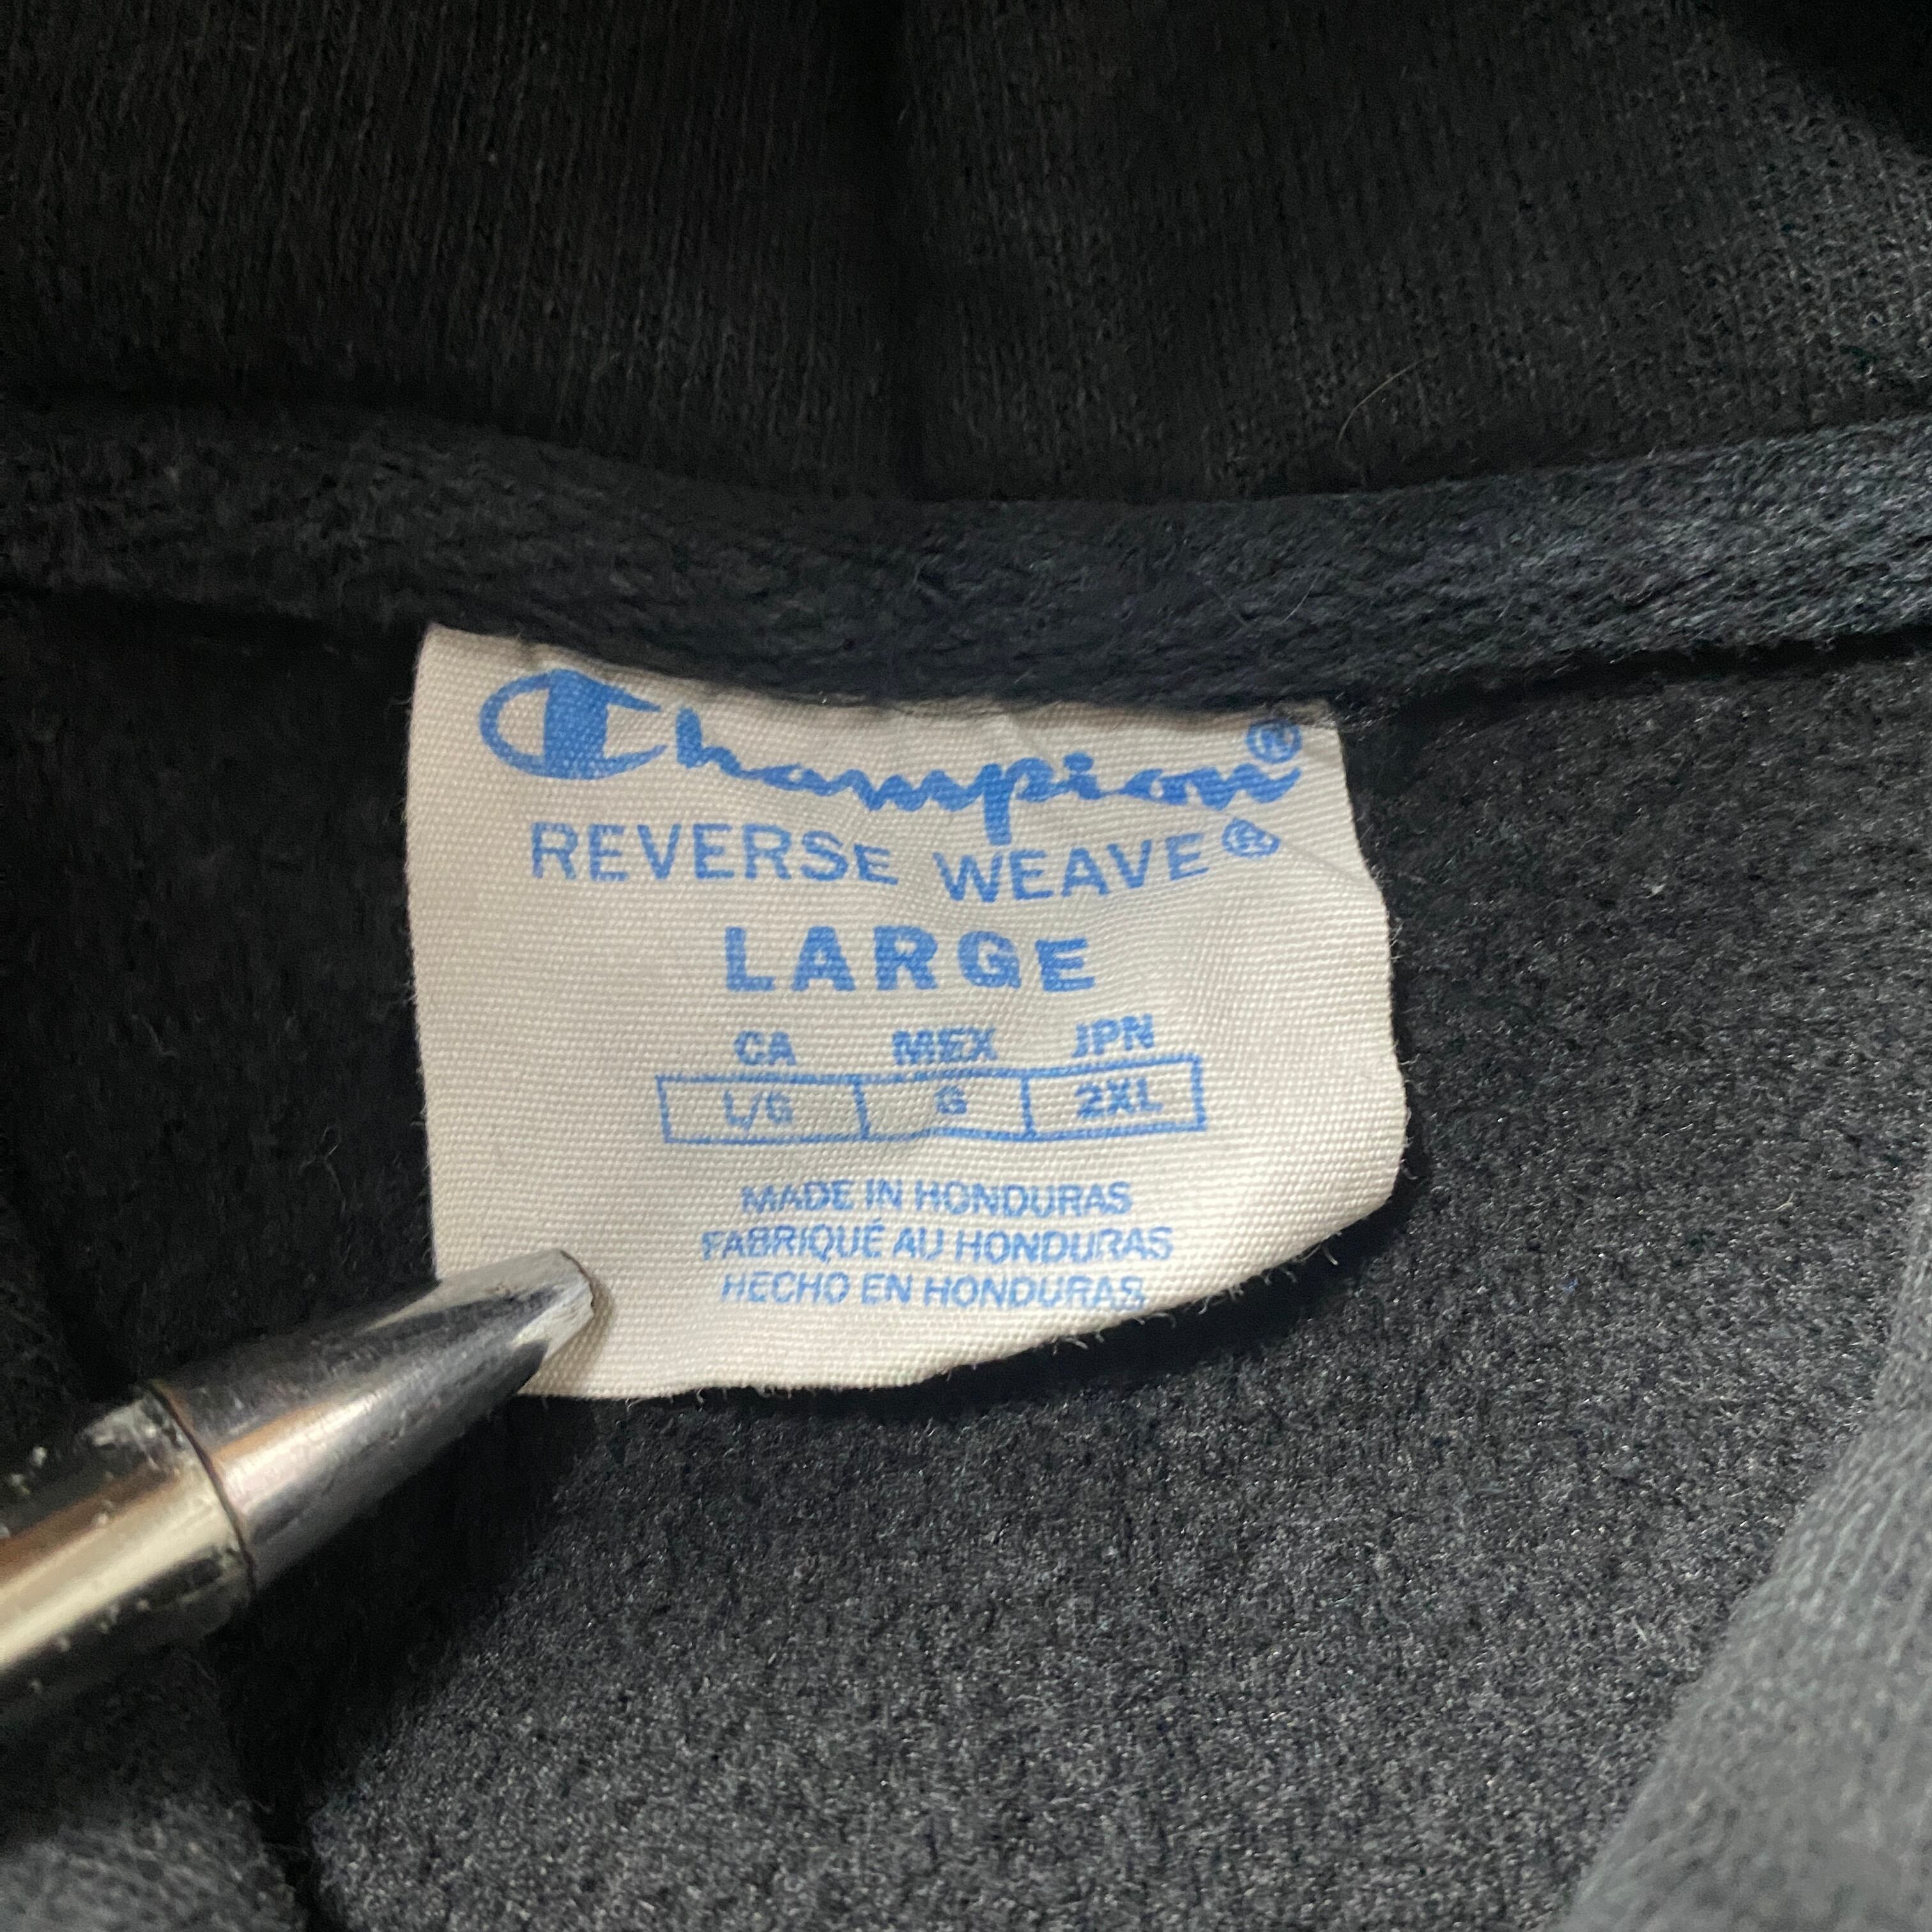 Champion®
REVERSE WEAVE®
LARGE
CA MEX JPN
L/G G 2XL
MADE IN HONDURAS
FABRIQUÉ AU HONDURAS
HECHO EN HONDURAS